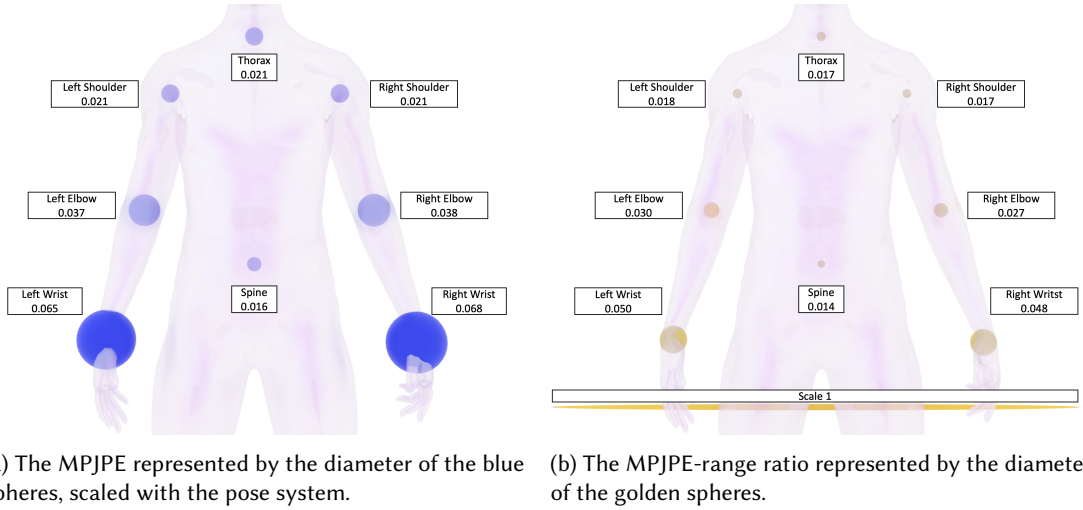 Thorax
0.021
Left Shoulder
0.021
Right Shoulder
0.021
Left Elbow
0.037
Right Elbow
0.038
Left Wrist
0.065
Spine
0.016
Right Wrist
0.068
) The MPJPE represented by the diameter of the blue
pheres, scaled with the pose system.
Thorax
0.017
Left Shoulder
0.018
Right Shoulder
0.017
Left Elbow
0.030
Right Elbow
0.027
Left Wrist
0.050
Spine
0.014
Right Writst
0.048
Scale 1
(b) The MPJPE-range ratio represented by the diamete
of the golden spheres.